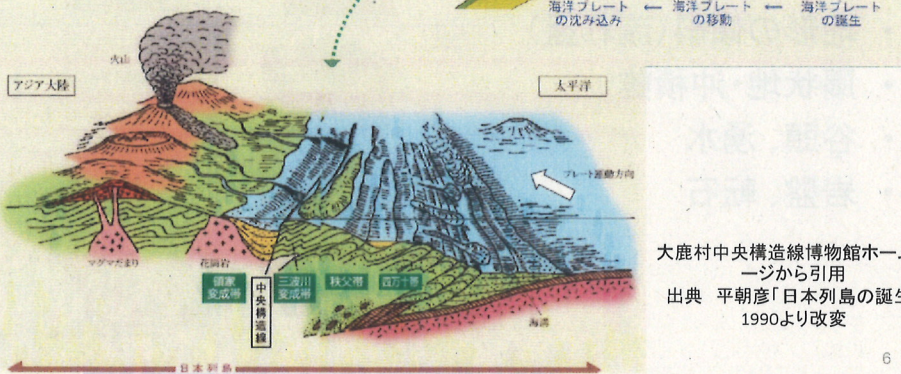 海洋プレート
の沈み込み
←
海洋プレート
の移動
←
海洋プレート
の誕生
火山
アジア大陸
太平洋
プレート運動方向
マグマだまり
花崗岩
領家
変成帯
中央構造線
三波川
変成帯
秩父帯
四万十帯
海溝
日本列島
大鹿村中央構造線博物館ホー
ージから引用
出典 平朝彦「日本列島の誕生
1990より改変
6